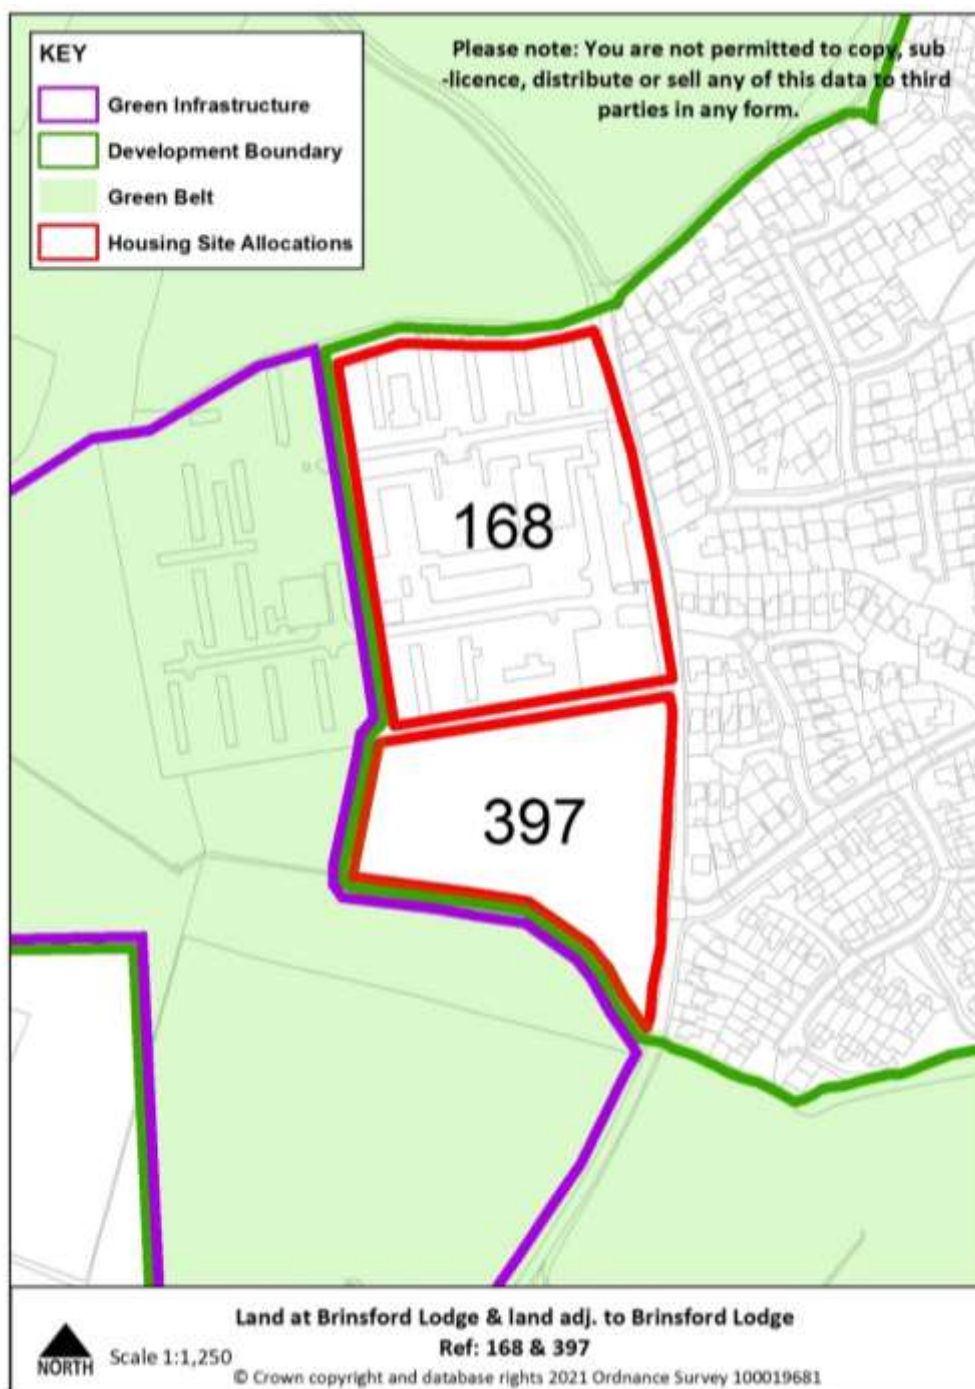 KEY
Green Infrastructure
Development Boundary
Green Belt
Housing Site Allocations
Please note: You are not permitted to copy, sub
-licence, distribute or sell any of this data to third
parties in any form.
168
397
Land at Brinsford Lodge & land adj. to Brinsford Lodge
Ref: 168 & 397
NORTH
Scale 1:1,250
© Crown copyright and database rights 2021 Ordnance Survey 100019681